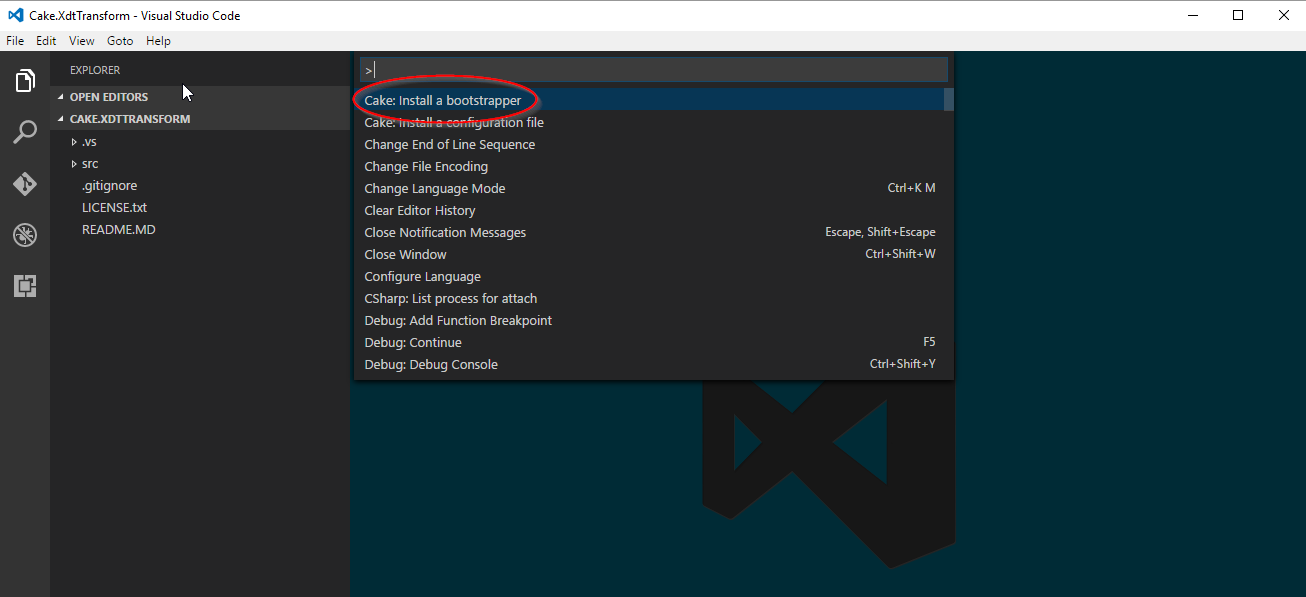 Cake.XdtTransform - Visual Studio Code
File Edit View Goto Help
EXPLORER
OPEN EDITORS
CAKE.XDTTRANSFORM
.vs
src
.gitignore
LICENSE.txt
README.MD
>
Cake: Install a bootstrapper
Cake: Install a configuration file
Change End of Line Sequence
Change File Encoding
Change Language Mode Ctrl+K M
Clear Editor History
Close Notification Messages Escape, Shift+Escape
Close Window Ctrl+Shift+W
Configure Language
CSharp: List process for attach
Debug: Add Function Breakpoint
Debug: Continue F5
Debug: Debug Console Ctrl+Shift+Y